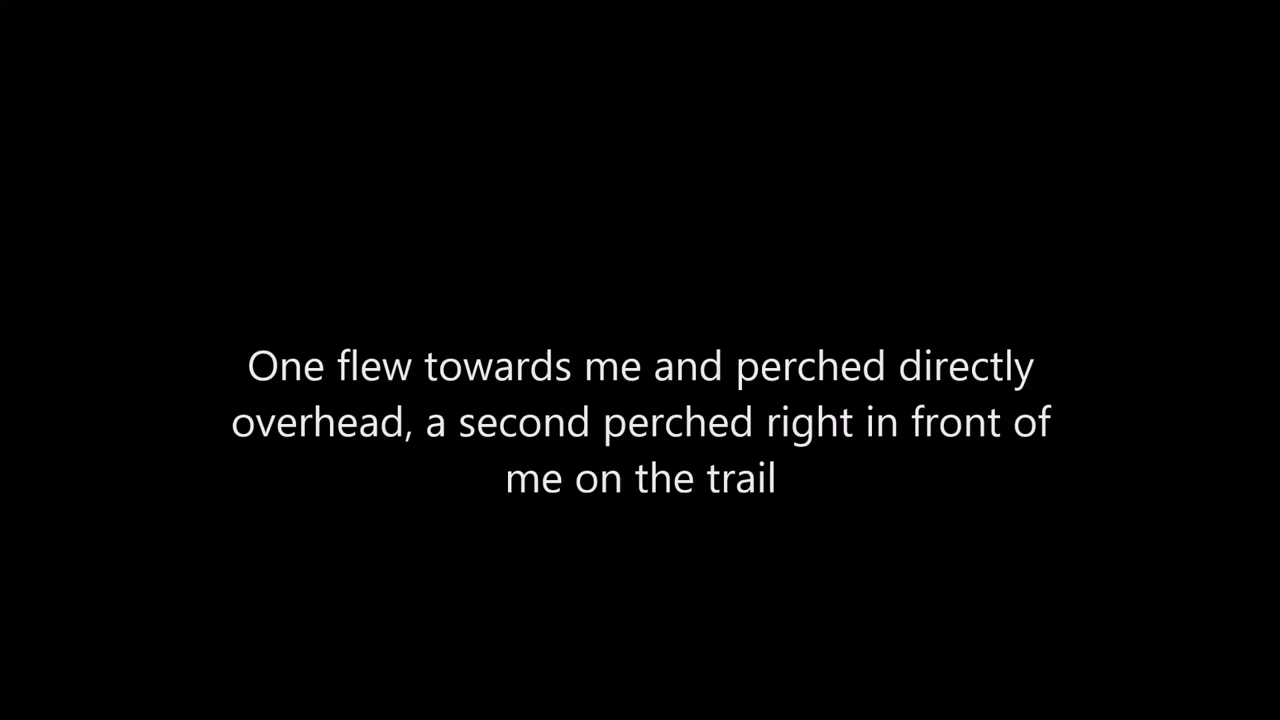 One flew towards me and perched directly
overhead, a second perched right in front of
me on the trail